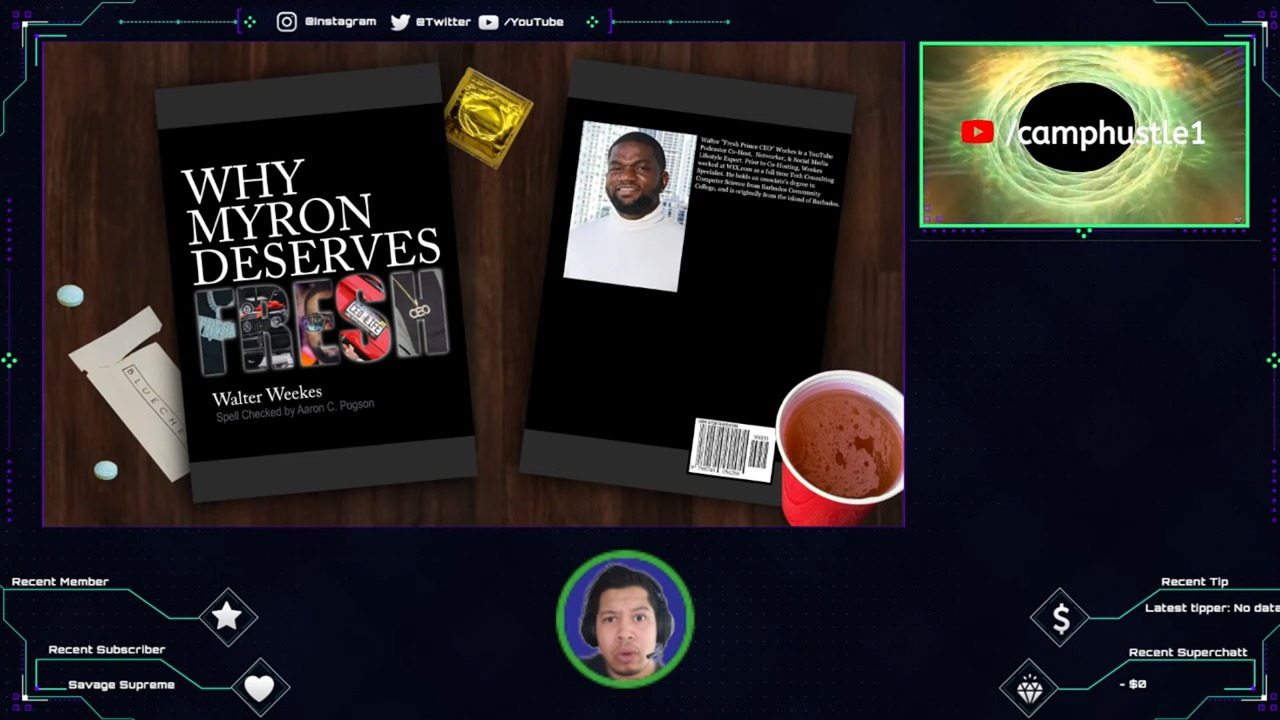 @Instagram @Twitter /YouTube
WHY
MYRON
DESERVES
FRESH
Walter Weekes
Spell Checked by Aaron C. Pogson
BLUECHE
Walter "Fresh Prince CEO" Weekes is a YouTube
Podcaster Co-Host, Networker, & Social Media
Lifestyle Expert. Prior to Co-Hosting, Weekes
worked at WIX.com as a full time Tech Consulting
Specialist. He holds an associate's degree in
Computer Science from Barbados Community
College, and is originally from the island of Barbados.
90000
/camphustle1
Recent Member
Recent Subscriber
Savage Supreme
Recent Tip
Latest tipper: No data
Recent Superchatt
- $0